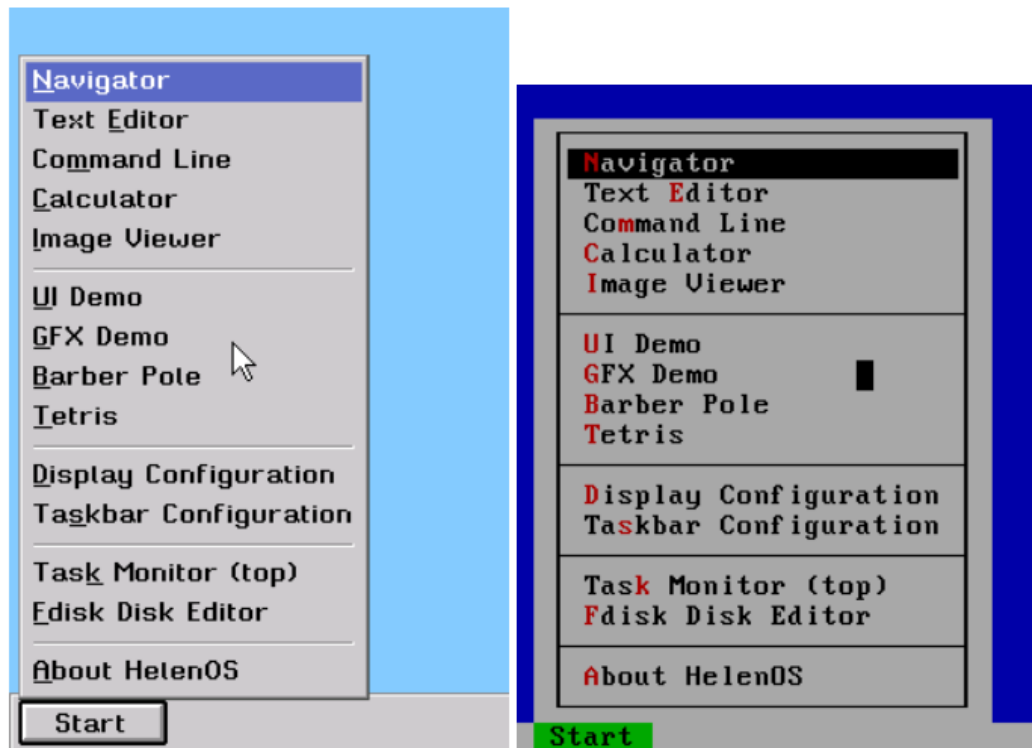 Navigator
Text Editor
Command Line
Calculator
Image Viewer
UI Demo
GFX Demo
Barber Pole
Tetris
Display Configuration
Taskbar Configuration
Task Monitor (top)
Fdisk Disk Editor
About HelenOS
Start
Navigator
Text Editor
Command Line
Calculator
Image Viewer
UI Demo
GFX Demo
Barber Pole
Tetris
Display Configuration
Taskbar Configuration
Task Monitor (top)
Fdisk Disk Editor
About HelenOS
Start